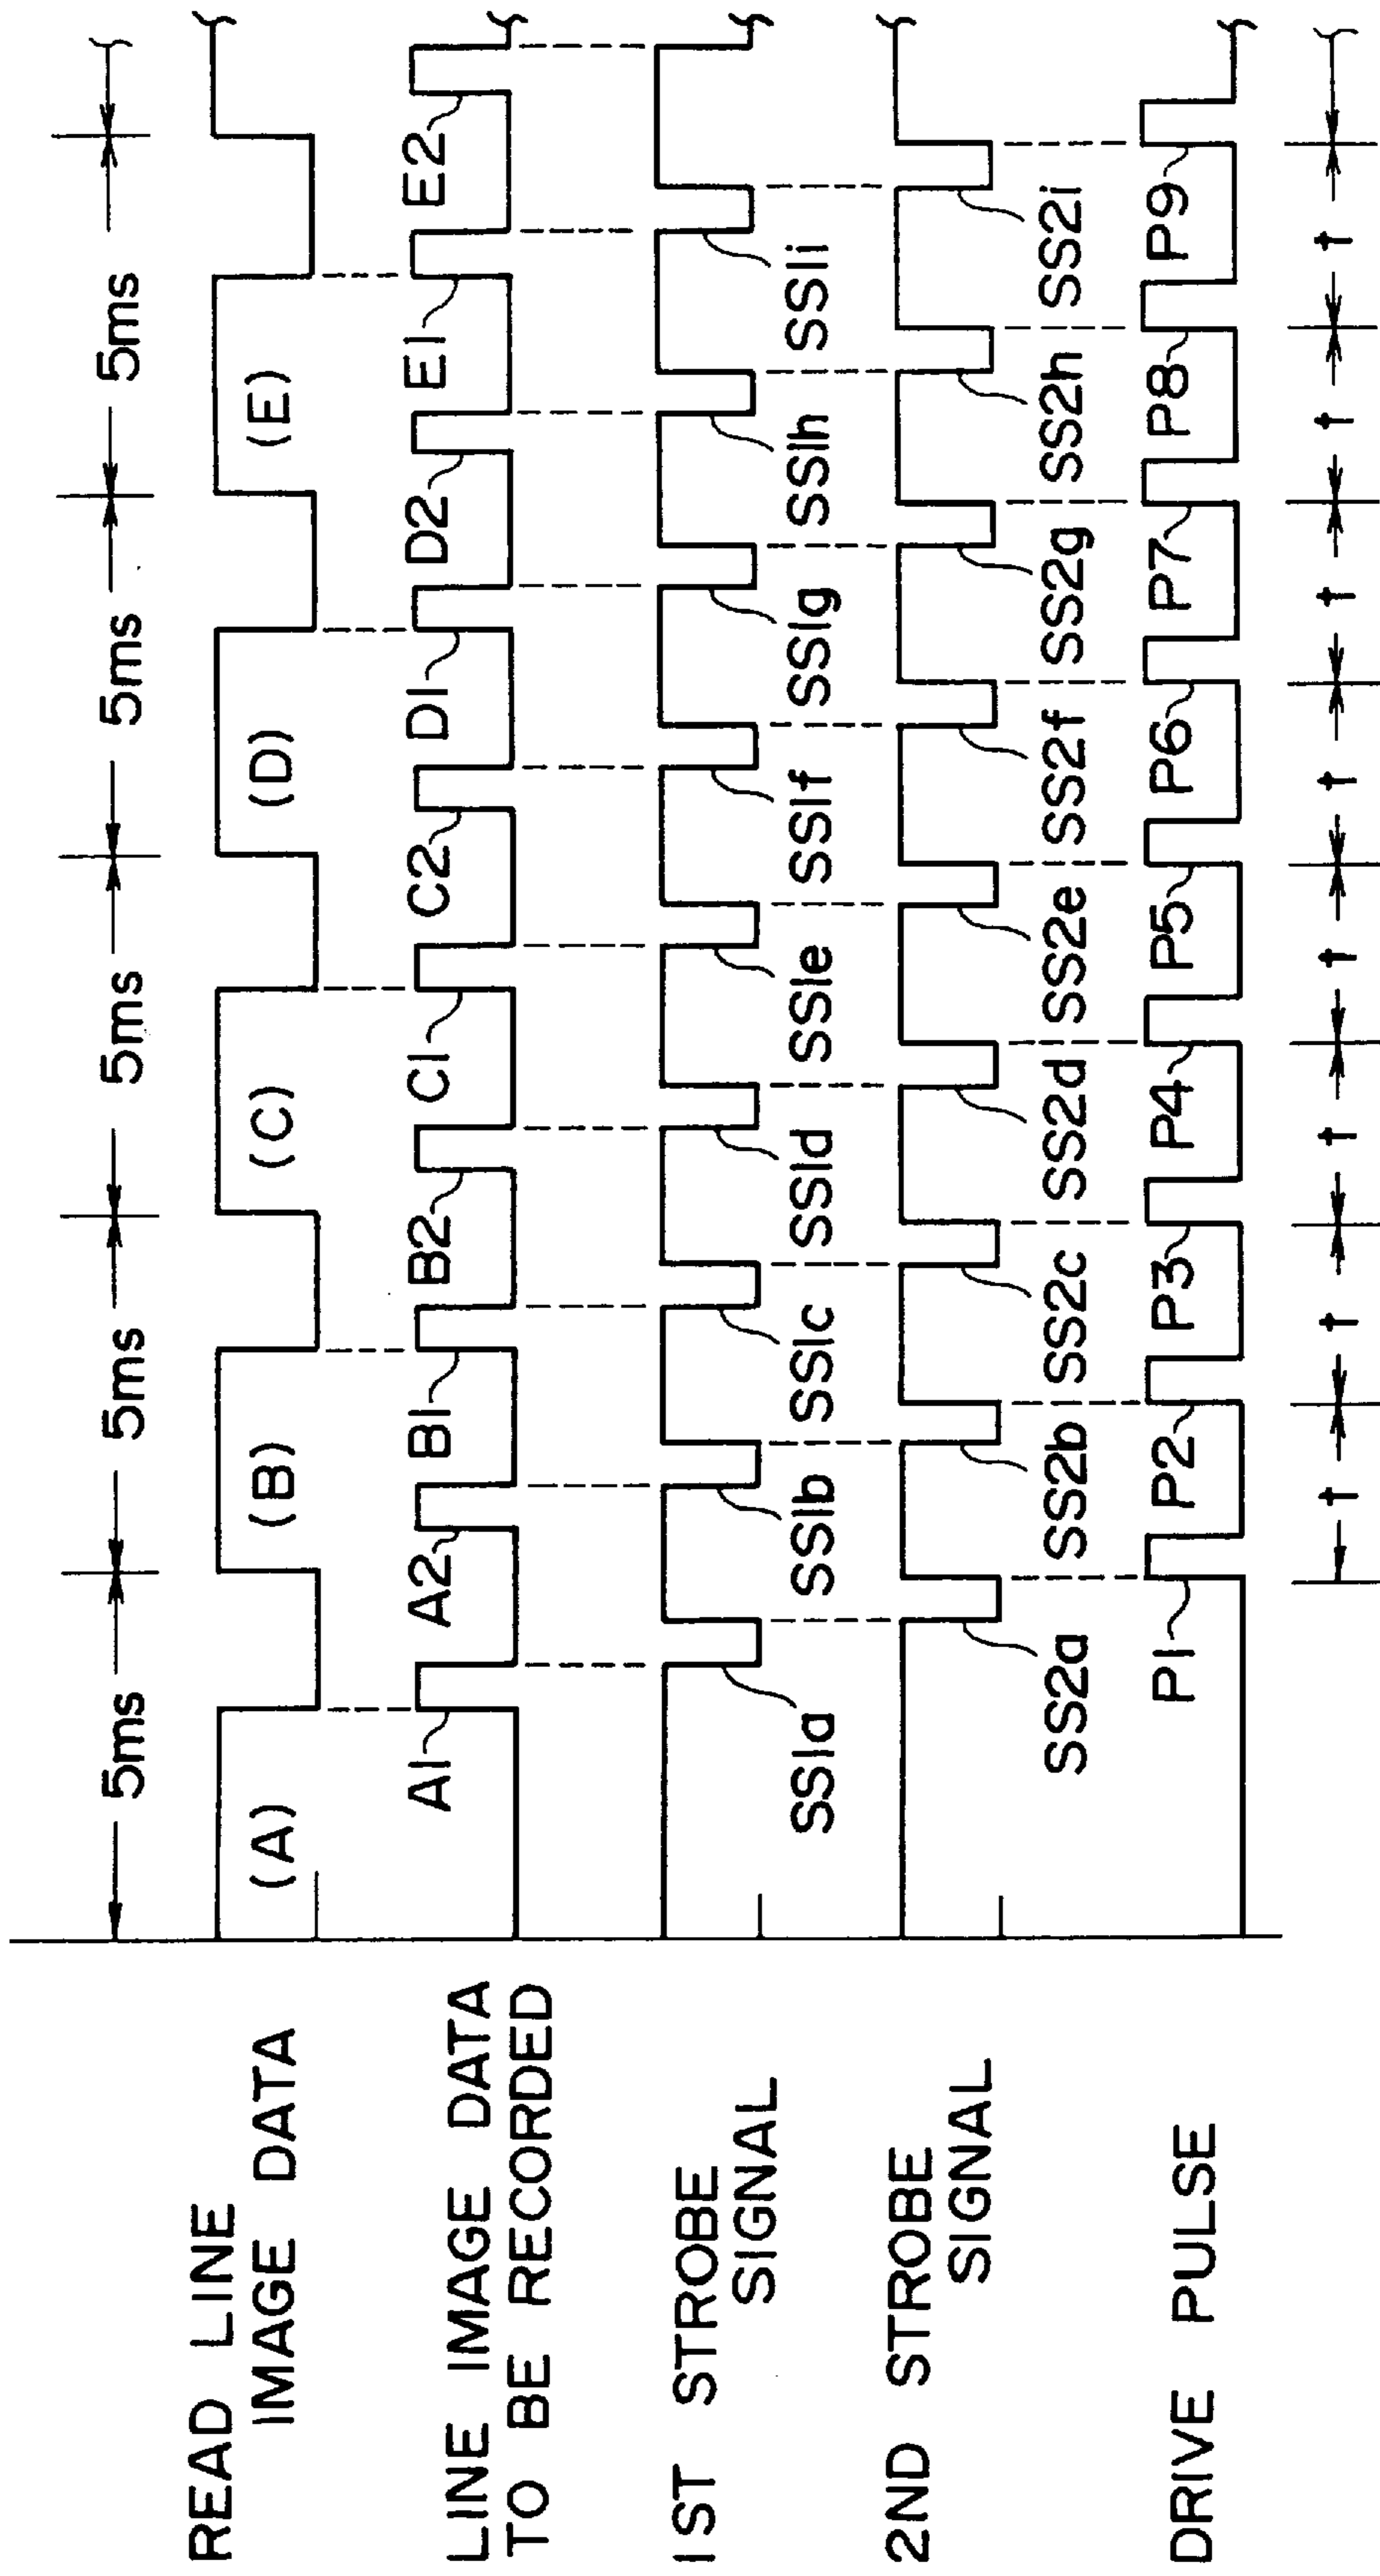 5ms 5ms 5ms 5ms 5ms
READ LINE
IMAGE DATA
(A) (B) (C) (D) (E)
LINE IMAGE DATA
TO BE RECORDED
A1 A2 B1 B2 C1 C2 D1 D2 E1 E2
1ST STROBE
SIGNAL
SS1a SS1b SS1c SS1d SS1e SS1f SS1g SS1h SS1i
2ND STROBE
SIGNAL
SS2a SS2b SS2c SS2d SS2e SS2f SS2g SS2h SS2i
DRIVE PULSE
P1 P2 P3 P4 P5 P6 P7 P8 P9
t t t t t t t t